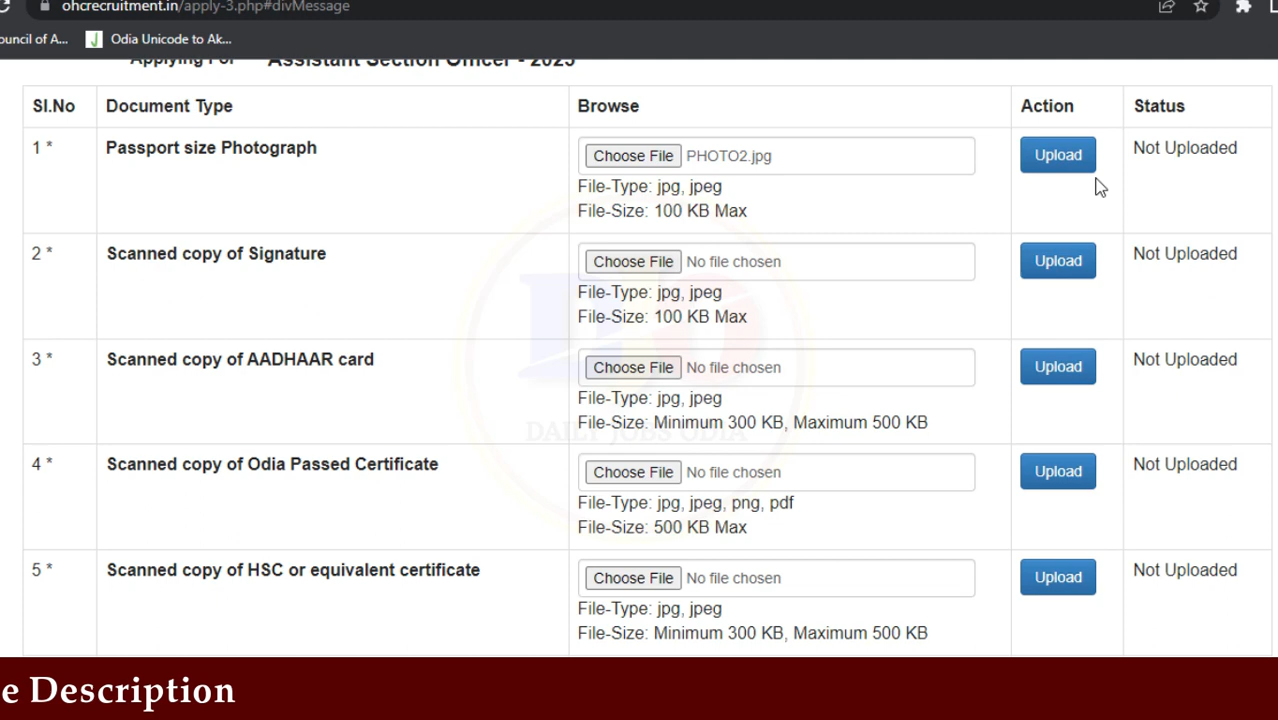 ohcrecruitment.in/apply-3.php#divMessage
ouncil of A... Odia Unicode to Ak...
Applying For Assistant Section Officer - 2025
Sl.No Document Type Browse Action Status
1 * Passport size Photograph Choose File PHOTO2.jpg Upload Not Uploaded
File-Type: jpg, jpeg
File-Size: 100 KB Max
2 * Scanned copy of Signature Choose File No file chosen Upload Not Uploaded
File-Type: jpg, jpeg
File-Size: 100 KB Max
3 * Scanned copy of AADHAAR card Choose File No file chosen Upload Not Uploaded
File-Type: jpg, jpeg
File-Size: Minimum 300 KB, Maximum 500 KB
DAILY JOBS ODIA
4 * Scanned copy of Odia Passed Certificate Choose File No file chosen Upload Not Uploaded
File-Type: jpg, jpeg, png, pdf
File-Size: 500 KB Max
5 * Scanned copy of HSC or equivalent certificate Choose File No file chosen Upload Not Uploaded
File-Type: jpg, jpeg
File-Size: Minimum 300 KB, Maximum 500 KB
e Description